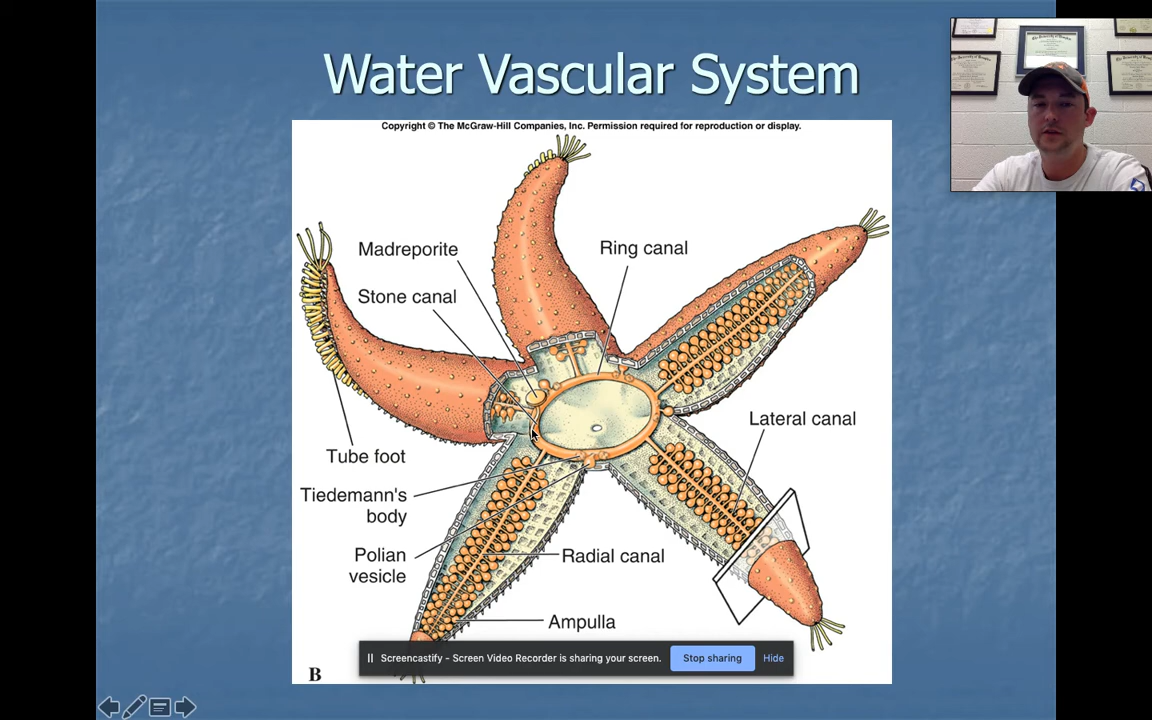 Water Vascular System
Copyright © The McGraw-Hill Companies, Inc. Permission required for reproduction or display.
Madreporite
Ring canal
Stone canal
Lateral canal
Tube foot
Tiedemann's
body
Polian
vesicle
Radial canal
Ampulla
Screencastify - Screen Video Recorder is sharing your screen.
Stop sharing
Hide
B